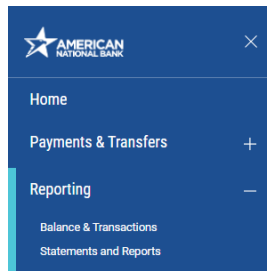 AMERICAN
NATIONAL BANK
Home
Payments & Transfers
Reporting
Balance & Transactions
Statements and Reports